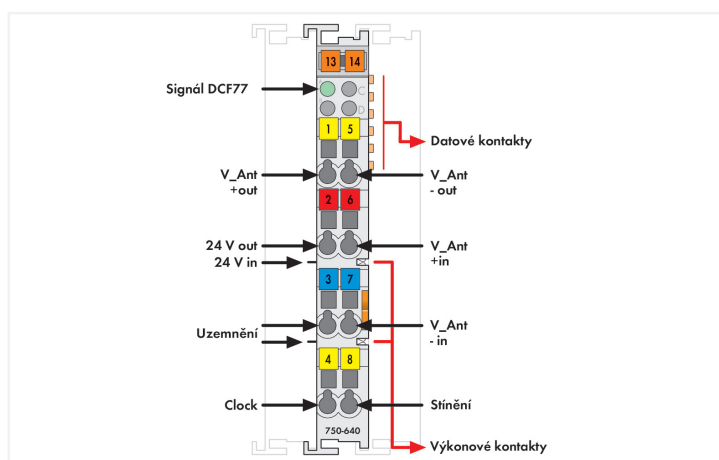 13 14
Signál DCF77
C
D
1 5
Datové kontakty
V_Ant
+out
V_Ant
- out
2 6
24 V out
24 V in
V_Ant
+in
3 7
Uzemnění
V_Ant
- in
4 8
Clock
Stínění
750-640
Výkonové kontakty